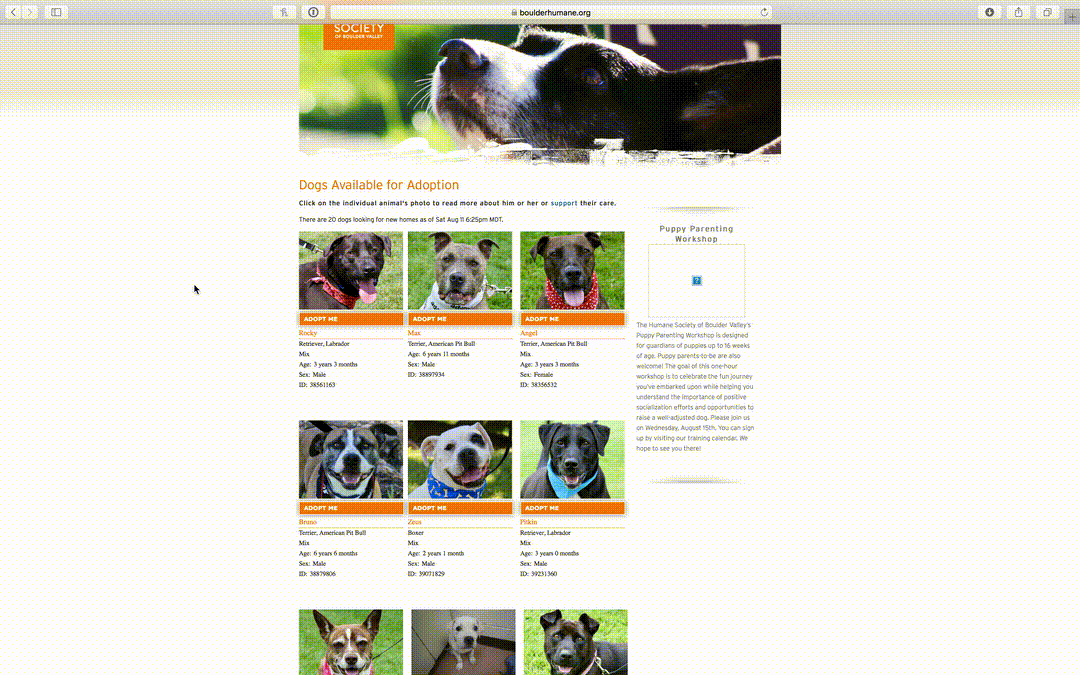 boulderhumane.org
SOCIETY
OF BOULDER VALLEY
Dogs Available for Adoption
Click on the individual animal's photo to read more about him or her or support their care.
There are 20 dogs looking for new homes as of Sat Aug 11 6:25pm MDT.
ADOPT ME
Rocky
Retriever, Labrador
Mix
Age: 3 years 3 months
Sex: Male
ID: 38561163
ADOPT ME
Max
Terrier, American Pit Bull
Age: 6 years 11 months
Sex: Male
ID: 38897934
ADOPT ME
Angel
Terrier, American Pit Bull
Mix
Age: 3 years 3 months
Sex: Female
ID: 38356532
ADOPT ME
Bruno
Terrier, American Pit Bull
Mix
Age: 6 years 6 months
Sex: Male
ID: 38879806
ADOPT ME
Zeus
Boxer
Mix
Age: 2 years 1 month
Sex: Male
ID: 39071829
ADOPT ME
Pitkin
Retriever, Labrador
Mix
Age: 3 years 0 months
Sex: Male
ID: 39231360
Puppy Parenting
Workshop
?
The Humane Society of Boulder Valley's
Puppy Parenting Workshop is designed
for guardians of puppies up to 16 weeks
of age. Puppy parents-to-be are also
welcome! The goal of this one-hour
workshop is to celebrate the fun journey
you've embarked upon while helping you
understand the importance of positive
socialization efforts and opportunities to
raise a well-adjusted dog. Please join us
on Wednesday, August 15th. You can sign
up by visiting our training calendar. We
hope to see you there!